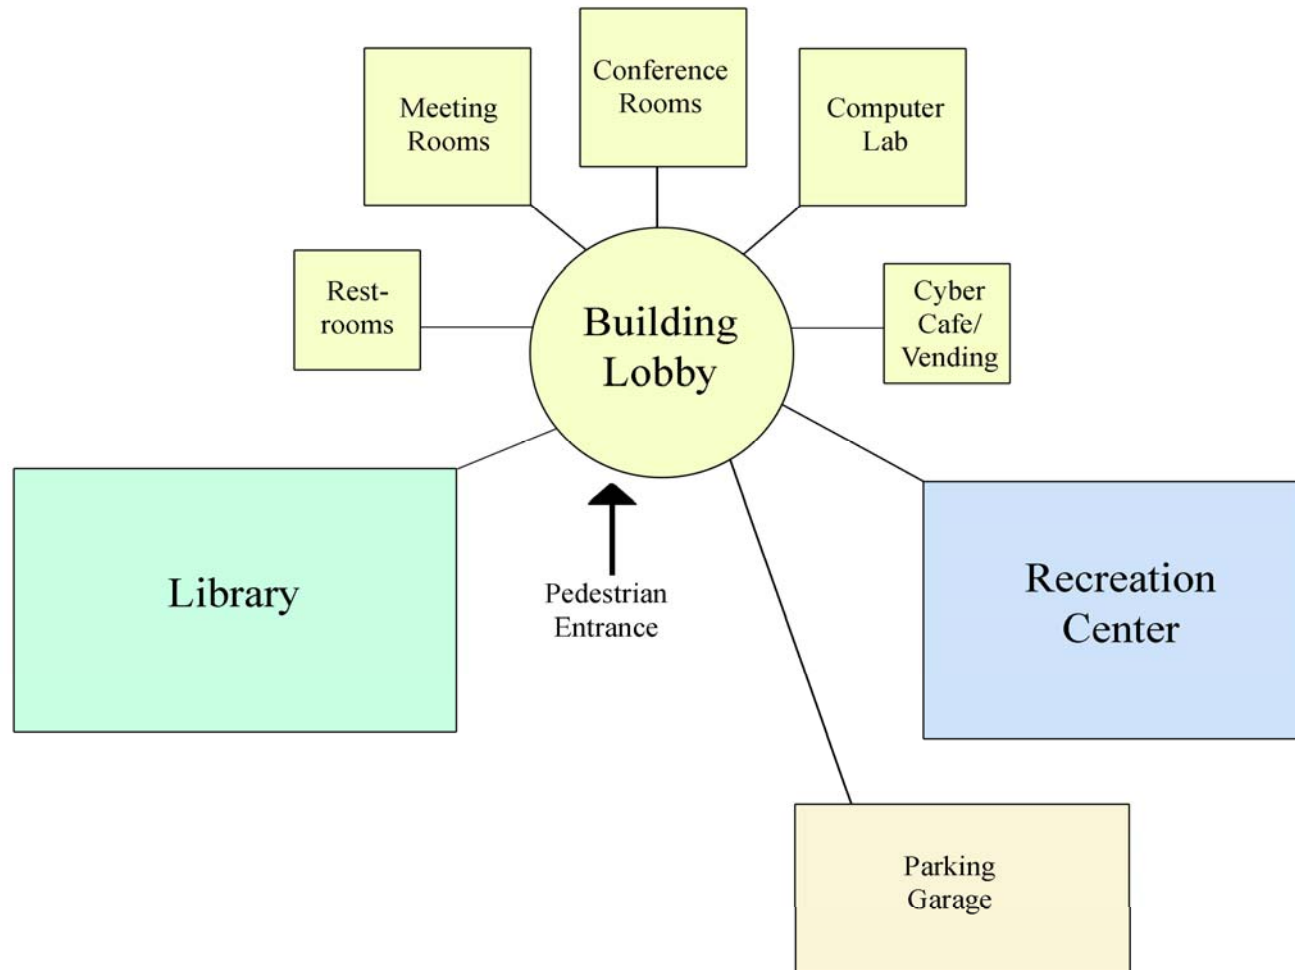 Conference
Rooms
Meeting
Rooms
Computer
Lab
Rest-
rooms
Building
Lobby
Cyber
Cafe/
Vending
Library
Pedestrian
Entrance
Recreation
Center
Parking
Garage